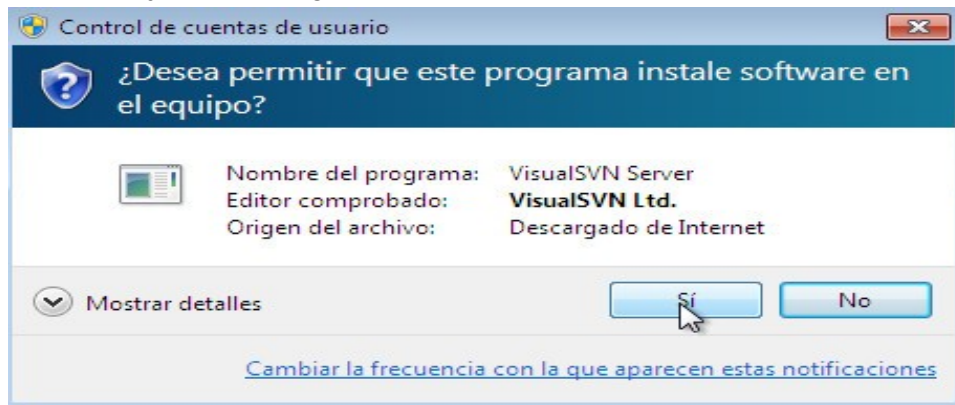 Control de cuentas de usuario
¿Desea permitir que este programa instale software en
el equipo?
Nombre del programa: VisualSVN Server
Editor comprobado: VisualSVN Ltd.
Origen del archivo: Descargado de Internet
Mostrar detalles Sí No
Cambiar la frecuencia con la que aparecen estas notificaciones